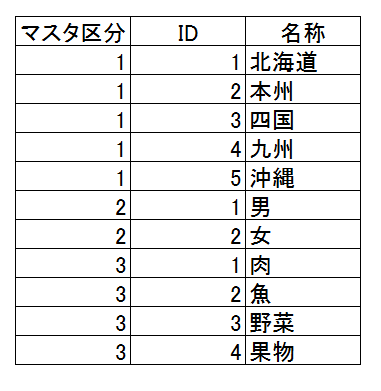 マスタ区分 ID 名称
1 1 北海道
1 2 本州
1 3 四国
1 4 九州
1 5 沖縄
2 1 男
2 2 女
3 1 肉
3 2 魚
3 3 野菜
3 4 果物